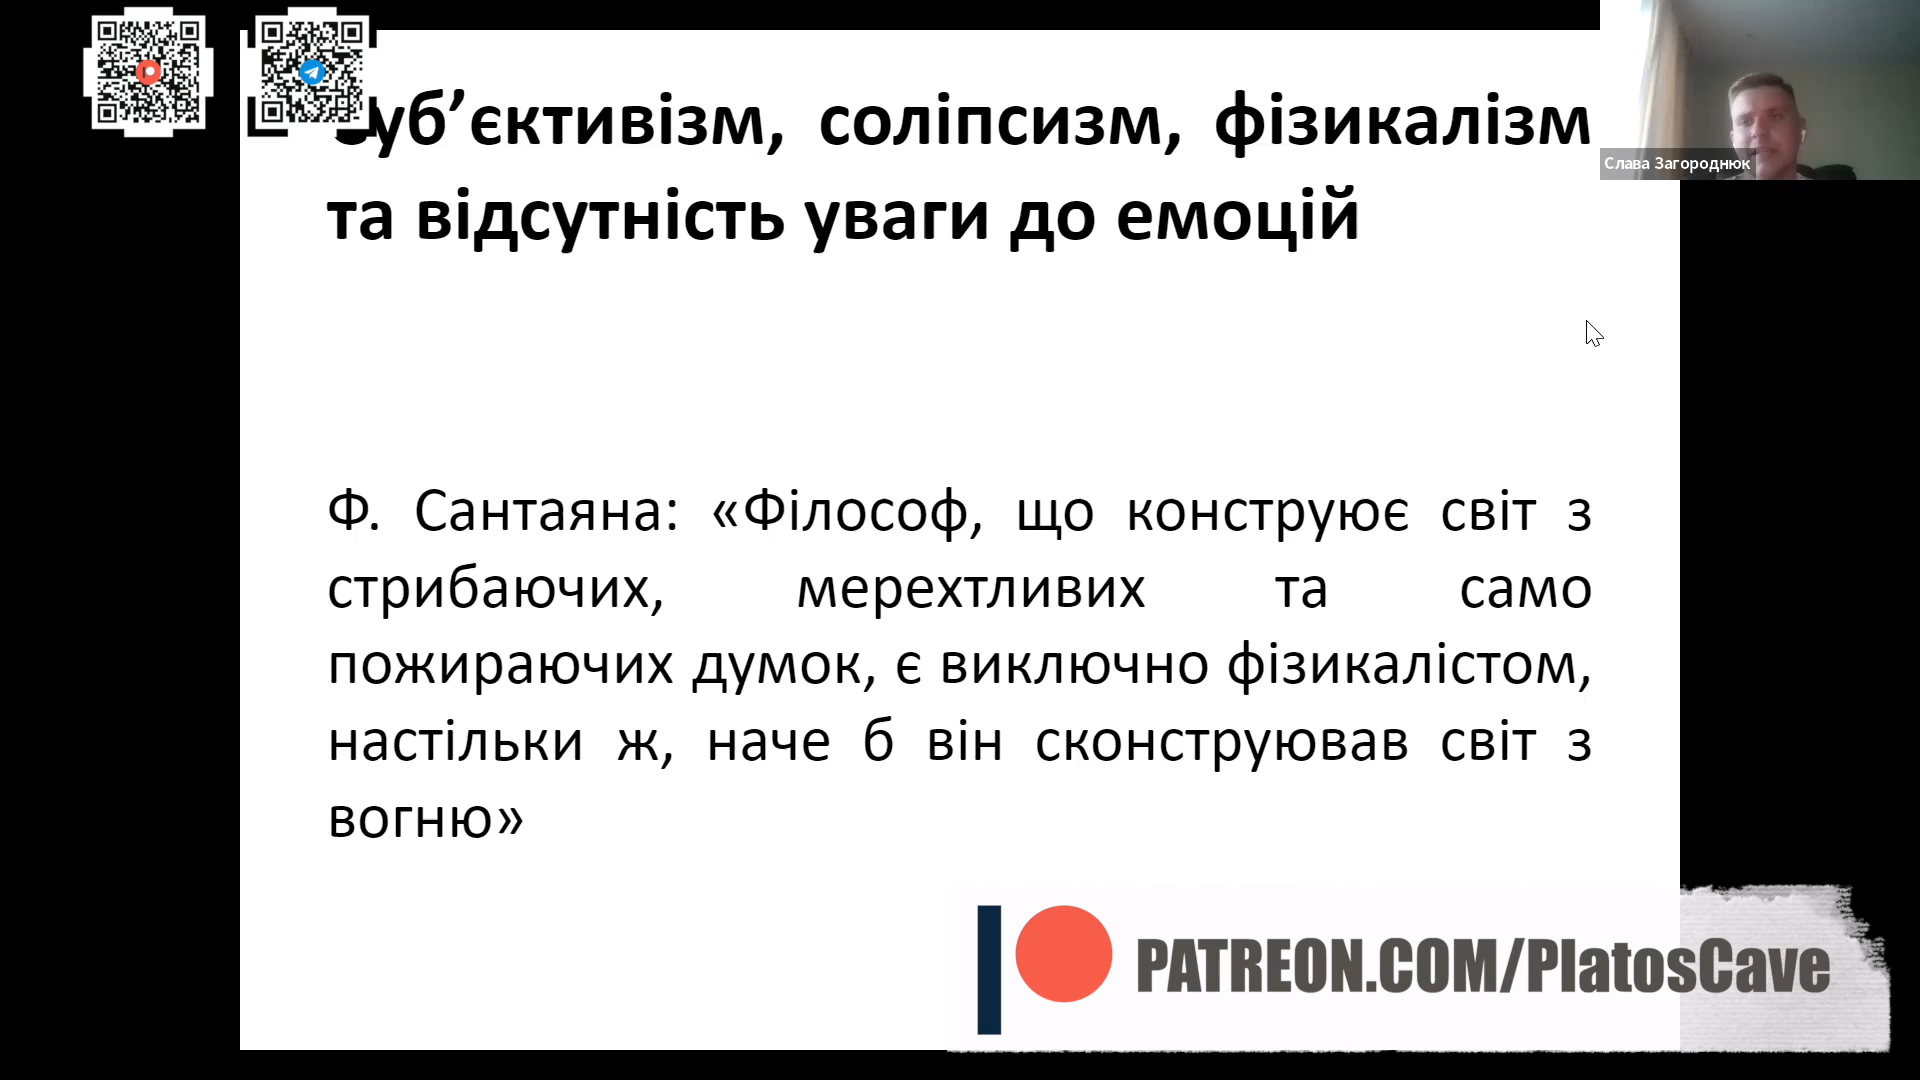 Суб’єктивізм, соліпсизм, фізикалізм
та відсутність уваги до емоцій
Слава Загороднюк
Ф. Сантаяна: «Філософ, що конструює світ з
стрибаючих, мерехтливих та само
пожираючих думок, є виключно фізикалістом,
настільки ж, наче б він сконструював світ з
вогню»
PATREON.COM/PlatosCave